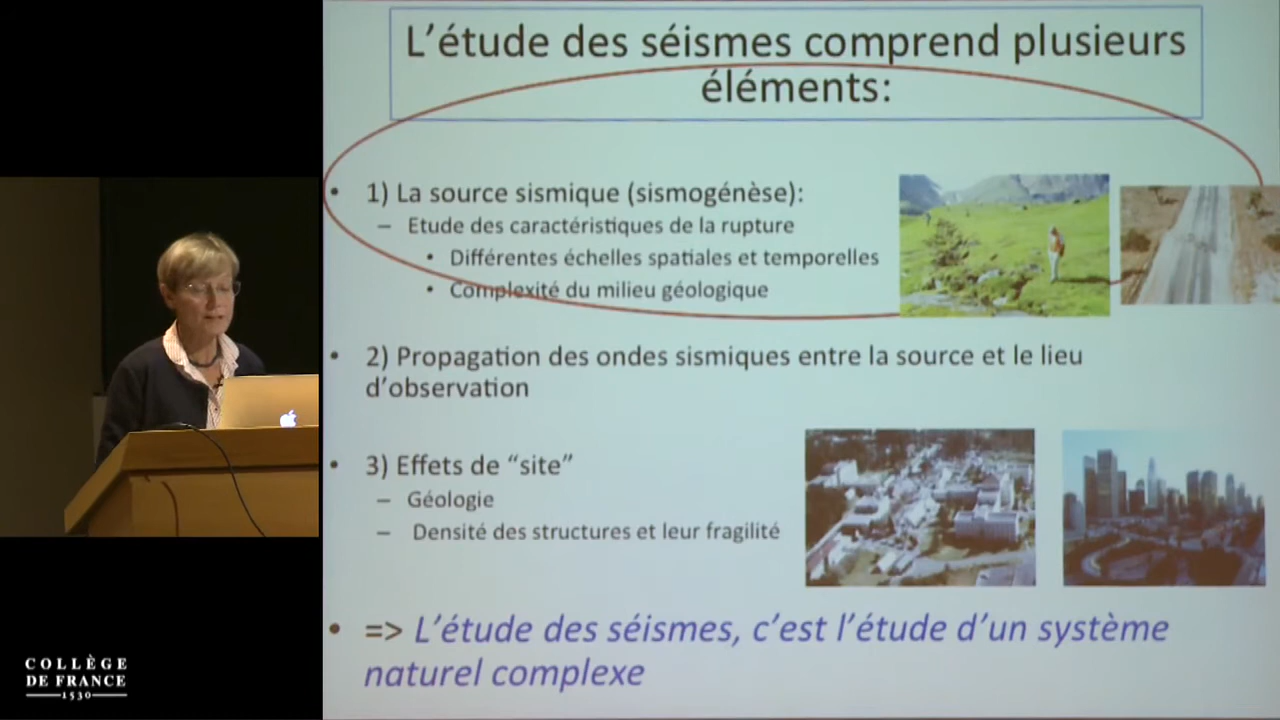 L'étude des séismes comprend plusieurs
éléments:
• 1) La source sismique (sismogénèse):
– Etude des caractéristiques de la rupture
• Différentes échelles spatiales et temporelles
• Complexité du milieu géologique
• 2) Propagation des ondes sismiques entre la source et le lieu
d'observation
• 3) Effets de “site”
– Géologie
– Densité des structures et leur fragilité
• => L'étude des séismes, c'est l'étude d'un système
naturel complexe
COLLÈGE
DE FRANCE
1530